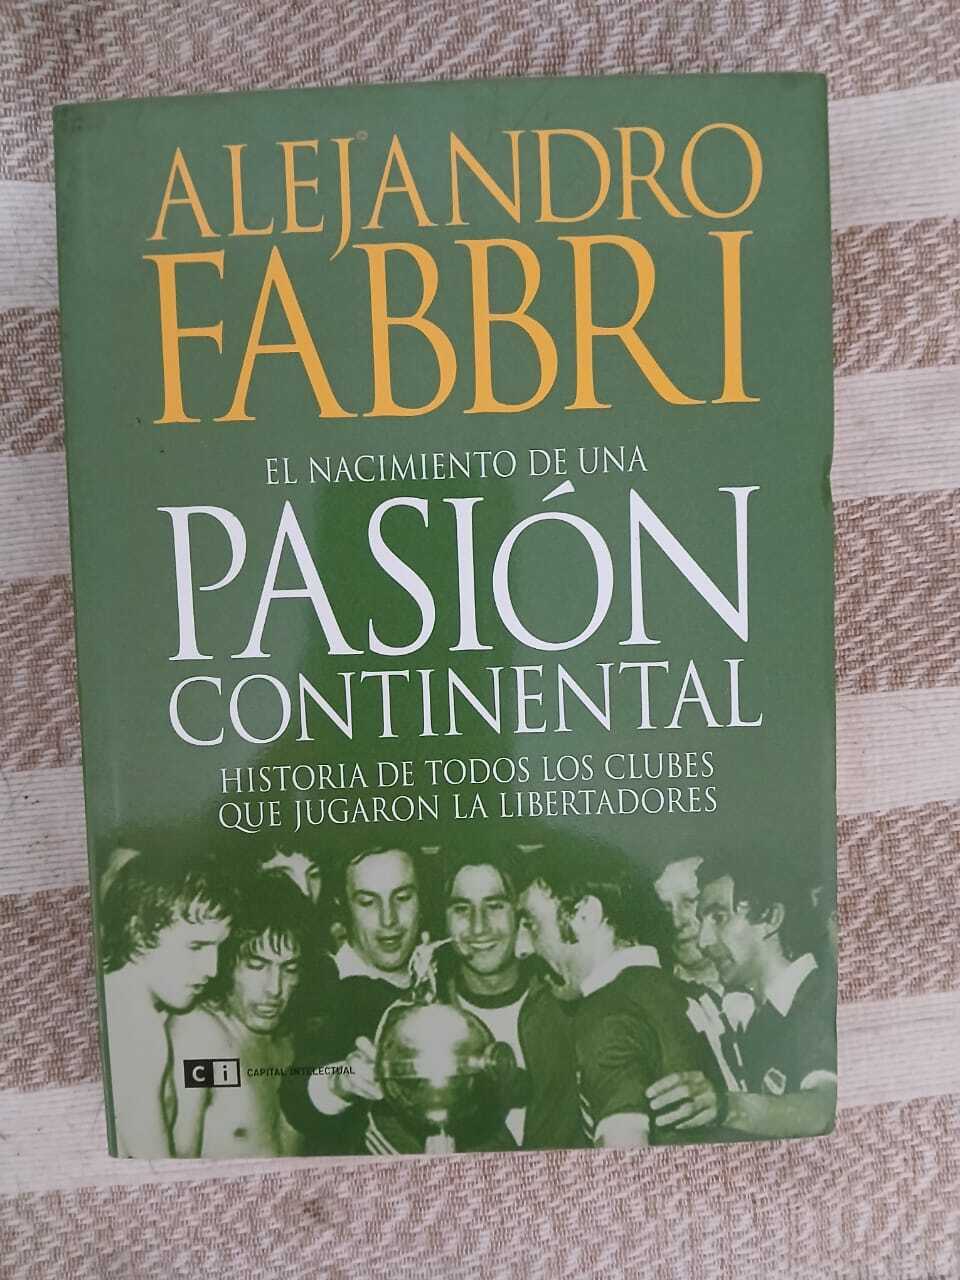 ALEJANDRO
FABBRI
EL NACIMIENTO DE UNA
PASIÓN
CONTINENTAL
HISTORIA DE TODOS LOS CLUBES
QUE JUGARON LA LIBERTADORES
Ci CAPITAL INTELECTUAL